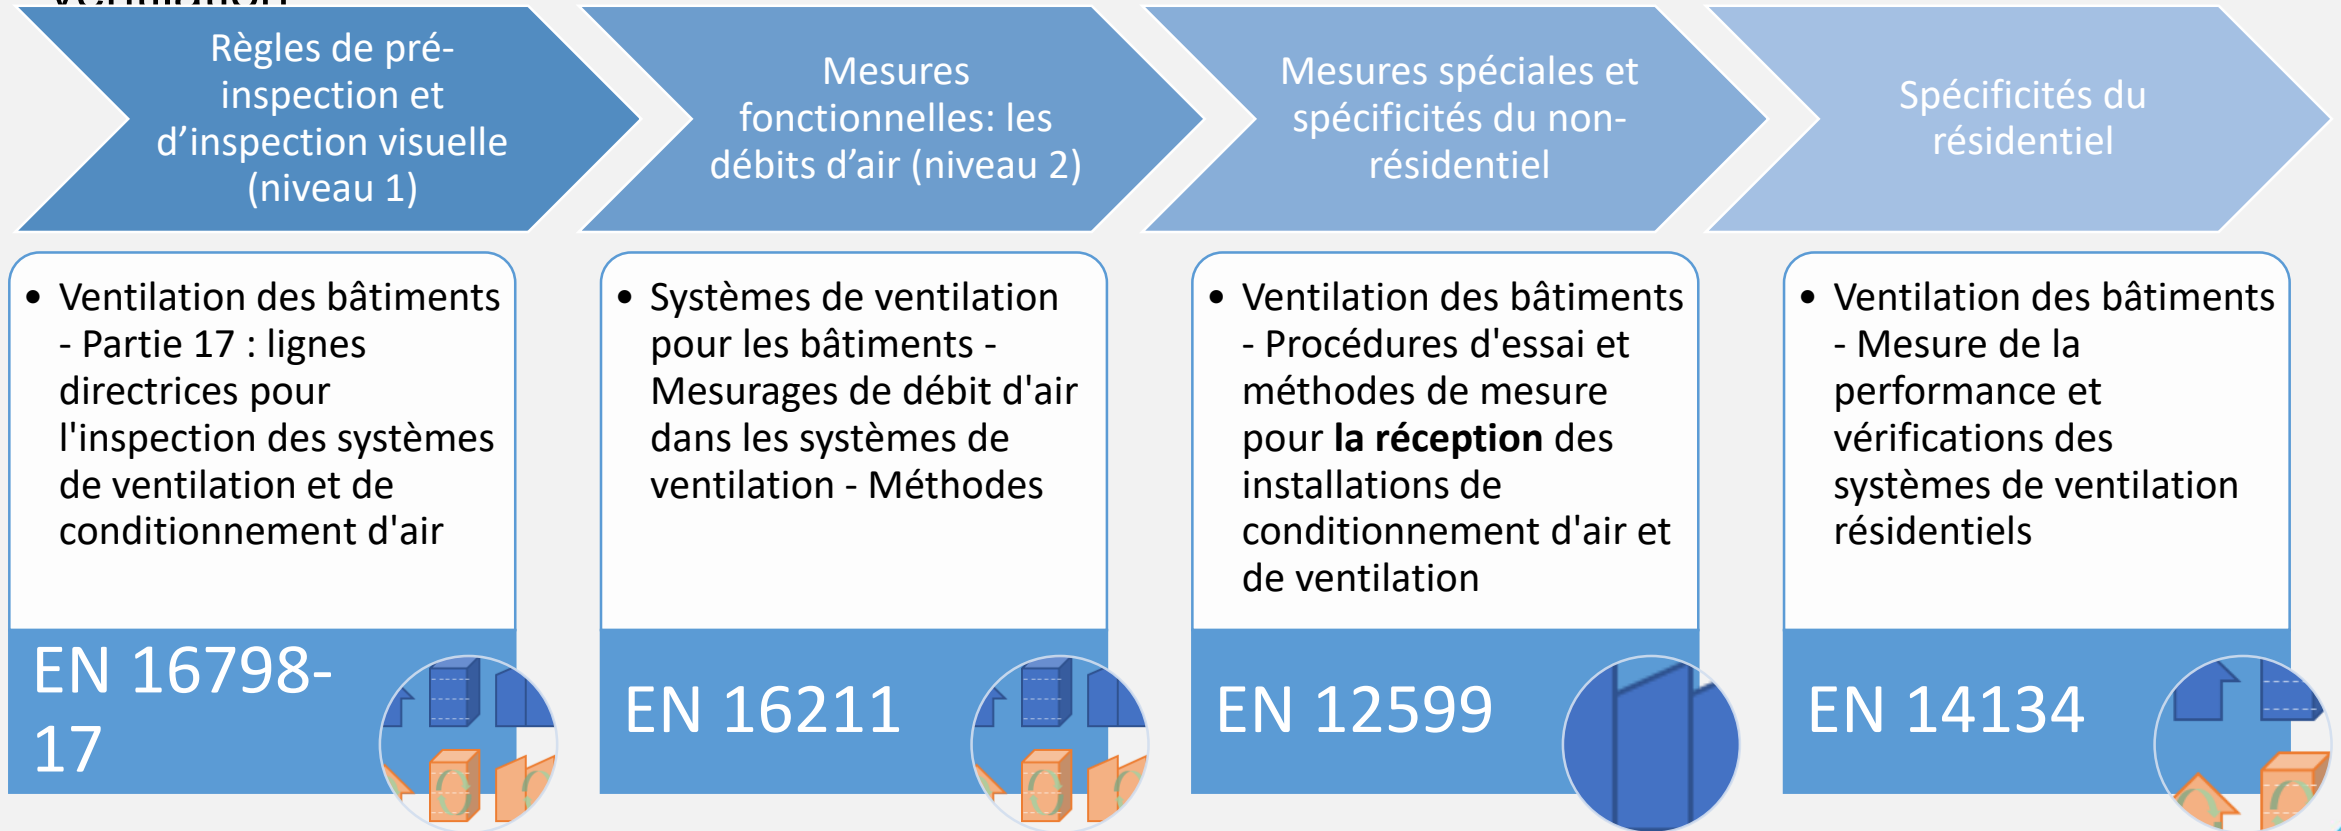 ventilation
Règles de pré-
inspection et
d’inspection visuelle
(niveau 1)
Mesures
fonctionnelles: les
débits d’air (niveau 2)
Mesures spéciales et
spécificités du non-
résidentiel
Spécificités du
résidentiel
• Ventilation des bâtiments
- Partie 17 : lignes
directrices pour
l'inspection des systèmes
de ventilation et de
conditionnement d'air
EN 16798-
17
• Systèmes de ventilation
pour les bâtiments -
Mesurages de débit d'air
dans les systèmes de
ventilation - Méthodes
EN 16211
• Ventilation des bâtiments
- Procédures d'essai et
méthodes de mesure
pour la réception des
installations de
conditionnement d'air et
de ventilation
EN 12599
• Ventilation des bâtiments
- Mesure de la
performance et
vérifications des
systèmes de ventilation
résidentiels
EN 14134